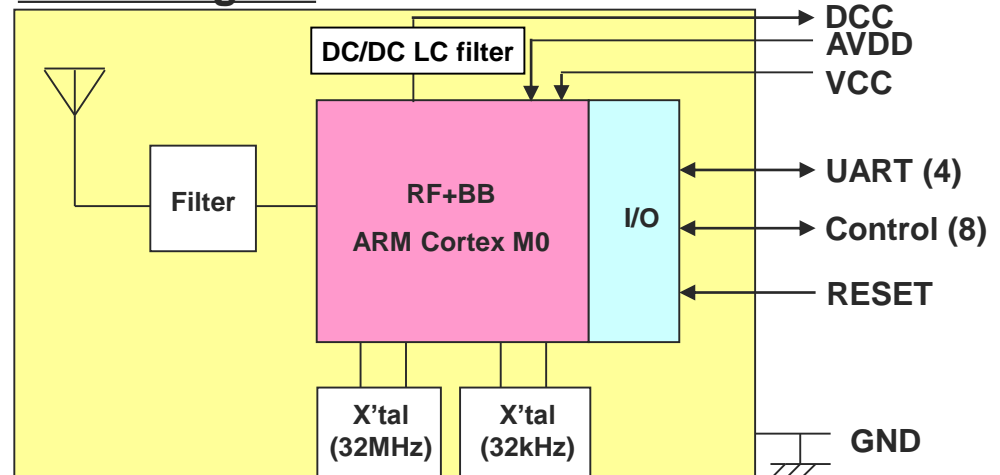 DCC
DC/DC LC filter
AVDD
VCC
Filter
RF+BB
ARM Cortex M0
I/O
UART (4)
Control (8)
RESET
X'tal
(32MHz)
X'tal
(32kHz)
GND